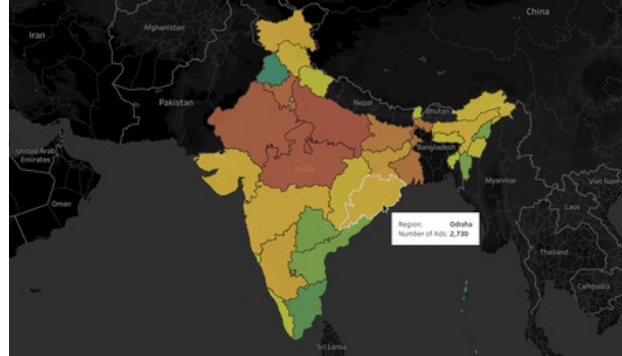 China
Iran
Afghanistan
Pakistan
Nepal
Bhutan
United Arab
Emirates
Bangladesh
India
Oman
Myanmar
Viet Nam
Laos
Region: Odisha
Number of Ads: 2,730
Thailand
Cambodia
Sri Lanka